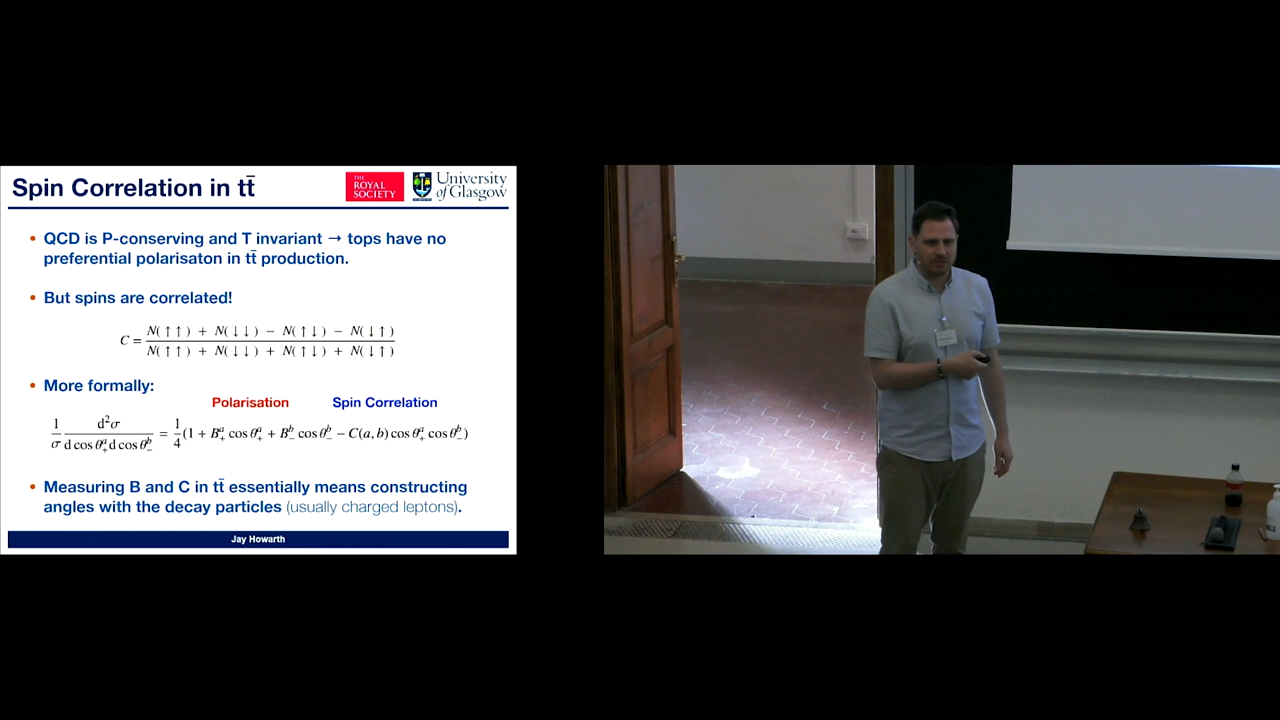 Spin Correlation in tt̄
THE ROYAL SOCIETY
University of Glasgow
• QCD is P-conserving and T invariant → tops have no
preferential polarisaton in tt̄ production.
• But spins are correlated!
C = N(↑↑) + N(↓↓) − N(↑↓) − N(↓↑) / N(↑↑) + N(↓↓) + N(↑↓) + N(↓↑)
• More formally:
Polarisation Spin Correlation
1/σ d²σ/(d cos θ₊ᵃ d cos θ₋ᵇ) = 1/4 (1 + B₊ᵃ cos θ₊ᵃ + B₋ᵇ cos θ₋ᵇ − C(a, b) cos θ₊ᵃ cos θ₋ᵇ)
• Measuring B and C in tt̄ essentially means constructing
angles with the decay particles (usually charged leptons).
Jay Howarth